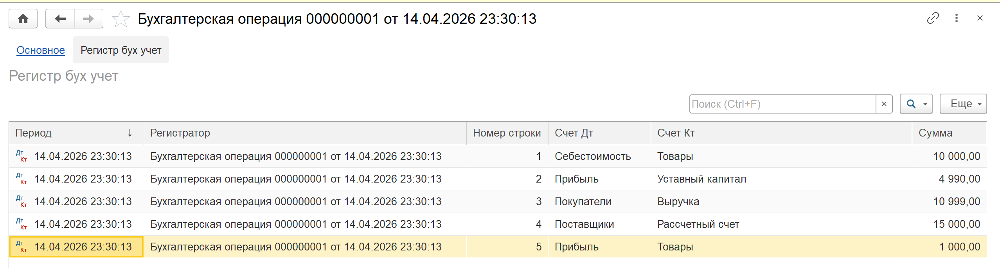 Бухгалтерская операция 000000001 от 14.04.2026 23:30:13
Основное Регистр бух учет
Регистр бух учет
Поиск (Ctrl+F) × Еще
Период ↓ Регистратор Номер строки Счет Дт Счет Кт Сумма
Дт Кт 14.04.2026 23:30:13 Бухгалтерская операция 000000001 от 14.04.2026 23:30:13 1 Себестоимость Товары 10 000,00
Дт Кт 14.04.2026 23:30:13 Бухгалтерская операция 000000001 от 14.04.2026 23:30:13 2 Прибыль Уставный капитал 4 990,00
Дт Кт 14.04.2026 23:30:13 Бухгалтерская операция 000000001 от 14.04.2026 23:30:13 3 Покупатели Выручка 10 999,00
Дт Кт 14.04.2026 23:30:13 Бухгалтерская операция 000000001 от 14.04.2026 23:30:13 4 Поставщики Рассчетный счет 15 000,00
Дт Кт 14.04.2026 23:30:13 Бухгалтерская операция 000000001 от 14.04.2026 23:30:13 5 Прибыль Товары 1 000,00